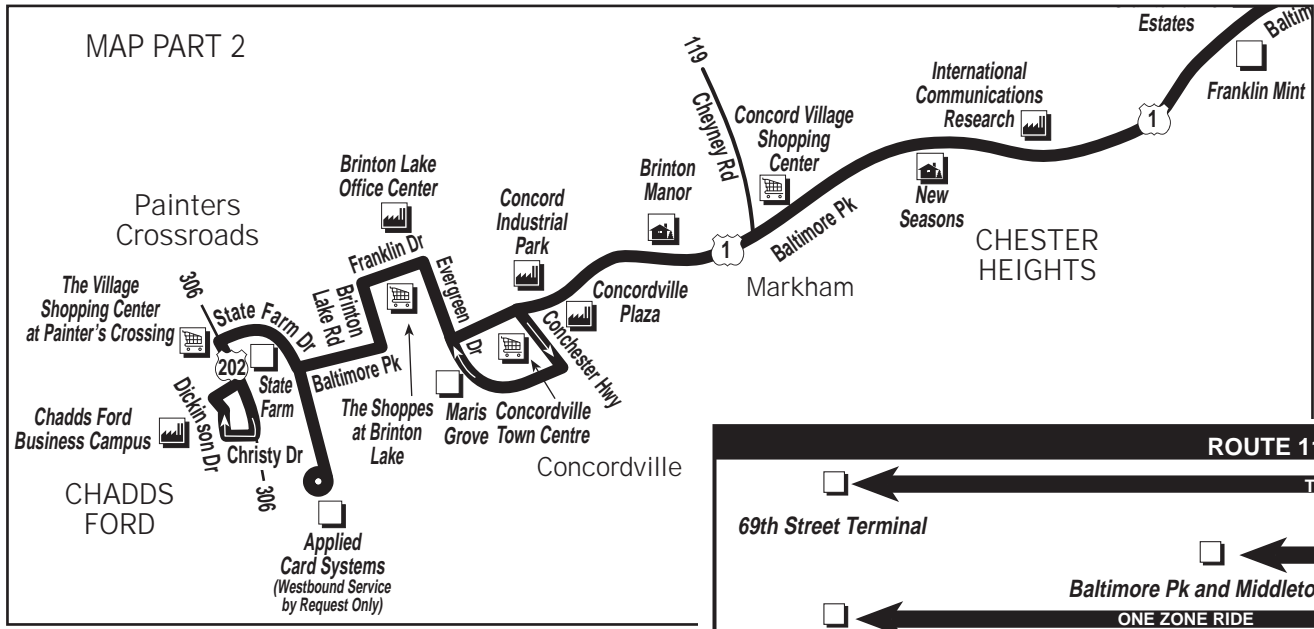 MAP PART 2
Estates
Franklin Mint
1
International
Communications
Research
119
Cheyney Rd
Concord Village
Shopping
Center
Brinton
Manor
New
Seasons
CHESTER
HEIGHTS
1
Baltimore Pk
Markham
Brinton Lake
Office Center
Concord
Industrial
Park
Concordville
Plaza
Painters
Crossroads
Franklin Dr
Evergreen
Dr
Brinton
Lake Rd
Conchester Hwy
The Village
Shopping Center
at Painter's Crossing
306
State Farm Dr
202
State
Farm
Baltimore Pk
Dickinson Dr
Chadds Ford
Business Campus
Christy Dr
306
The Shoppes
at Brinton
Lake
Maris
Grove
Concordville
Town Centre
Concordville
CHADDS
FORD
Applied
Card Systems
(Westbound Service
by Request Only)
69th Street Terminal
ONE ZONE RIDE